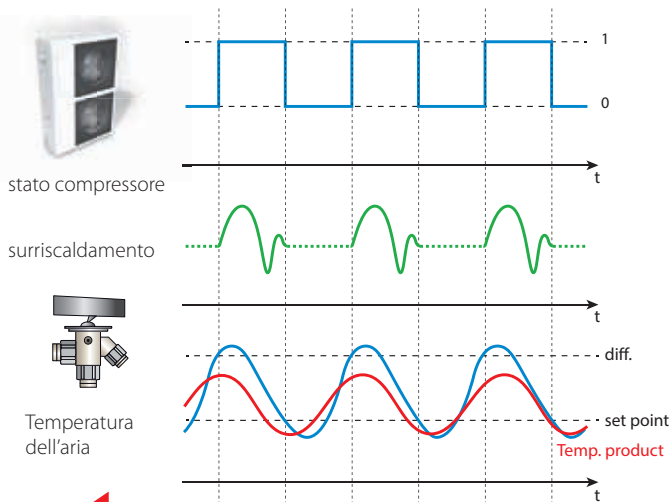 1
0
t
stato compressore
surriscaldamento
t
diff.
set point
Temperatura
dell'aria
Temp. product
t